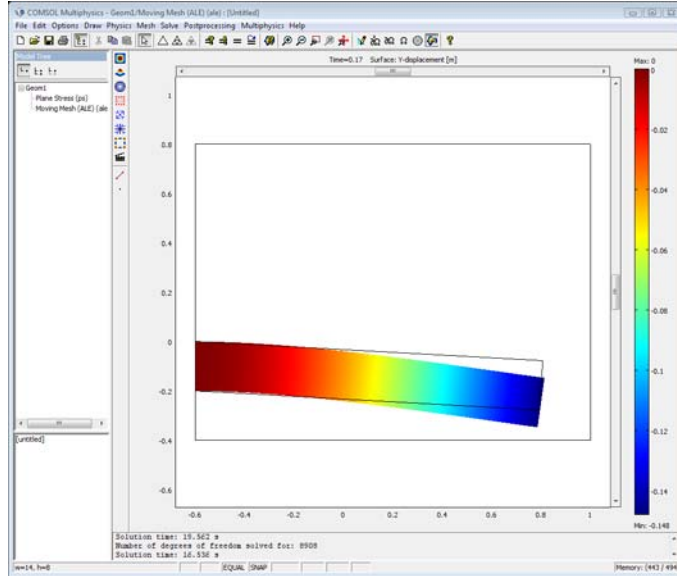 COMSOL Multiphysics - Geom1/Moving Mesh (ALE) (ale) : [Untitled]
File Edit Options Draw Physics Mesh Solve Postprocessing Multiphysics Help
Model Tree
Geom1
Plane Stress (ps)
Moving Mesh (ALE) (ale
[untitled]
Time=0.17 Surface: Y-displacement [m]
Max: 0
1
0.8
0.6
0.4
0.2
0
-0.2
-0.4
-0.6
-0.6
-0.4
-0.2
0
0.2
0.4
0.6
0.8
1
0
-0.02
-0.04
-0.06
-0.08
-0.1
-0.12
-0.14
Min: -0.148
Solution time: 19.562 s
Number of degrees of freedom solved for: 8908
Solution time: 16.536 s
w=14, h=8
EQUAL
SNAP
Memory: (443 / 494